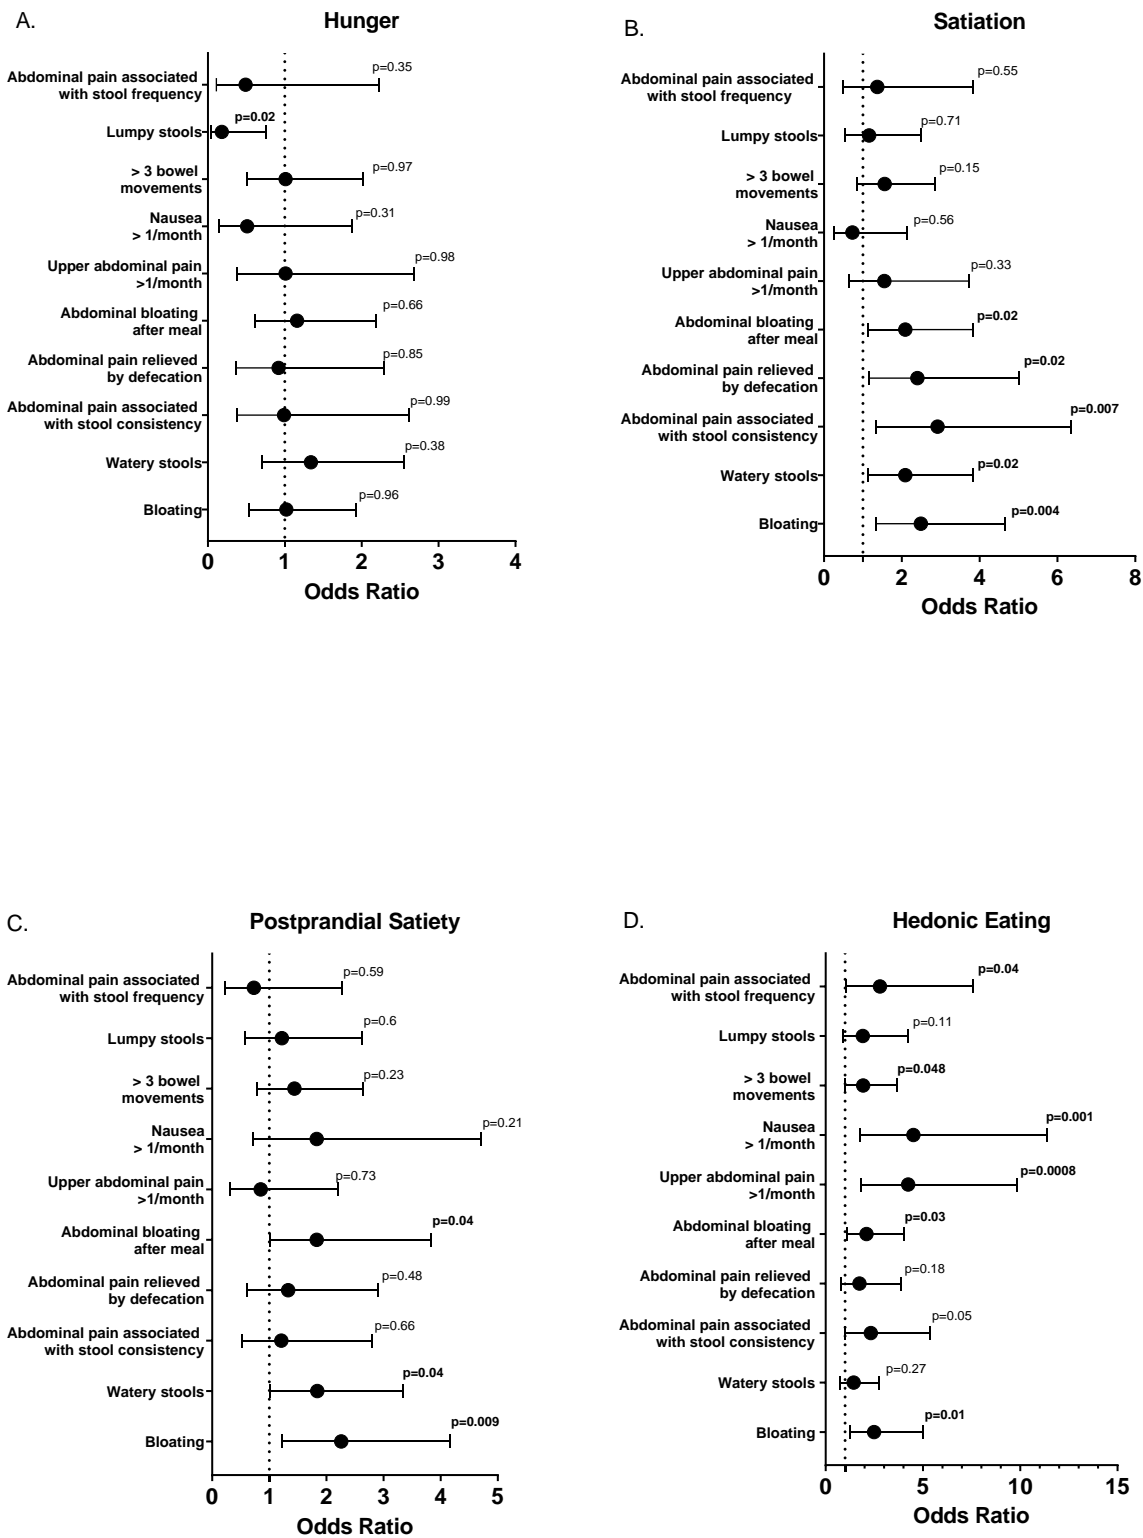 A.
Hunger
Abdominal pain associated
with stool frequency
p=0.35
Lumpy stools
p=0.02
> 3 bowel
movements
p=0.97
Nausea
> 1/month
p=0.31
Upper abdominal pain
>1/month
p=0.98
Abdominal bloating
after meal
p=0.66
Abdominal pain relieved
by defecation
p=0.85
Abdominal pain associated
with stool consistency
p=0.99
Watery stools
p=0.38
Bloating
p=0.96
0 1 2 3 4
Odds Ratio
B.
Satiation
Abdominal pain associated
with stool frequency
p=0.55
Lumpy stools
p=0.71
> 3 bowel
movements
p=0.15
Nausea
> 1/month
p=0.56
Upper abdominal pain
>1/month
p=0.33
Abdominal bloating
after meal
p=0.02
Abdominal pain relieved
by defecation
p=0.02
Abdominal pain associated
with stool consistency
p=0.007
Watery stools
p=0.02
Bloating
p=0.004
0 2 4 6 8
Odds Ratio
C.
Postprandial Satiety
Abdominal pain associated
with stool frequency
p=0.59
Lumpy stools
p=0.6
> 3 bowel
movements
p=0.23
Nausea
> 1/month
p=0.21
Upper abdominal pain
>1/month
p=0.73
Abdominal bloating
after meal
p=0.04
Abdominal pain relieved
by defecation
p=0.48
Abdominal pain associated
with stool consistency
p=0.66
Watery stools
p=0.04
Bloating
p=0.009
0 1 2 3 4 5
Odds Ratio
D.
Hedonic Eating
Abdominal pain associated
with stool frequency
p=0.04
Lumpy stools
p=0.11
> 3 bowel
movements
p=0.048
Nausea
> 1/month
p=0.001
Upper abdominal pain
>1/month
p=0.0008
Abdominal bloating
after meal
p=0.03
Abdominal pain relieved
by defecation
p=0.18
Abdominal pain associated
with stool consistency
p=0.05
Watery stools
p=0.27
Bloating
p=0.01
0 5 10 15
Odds Ratio